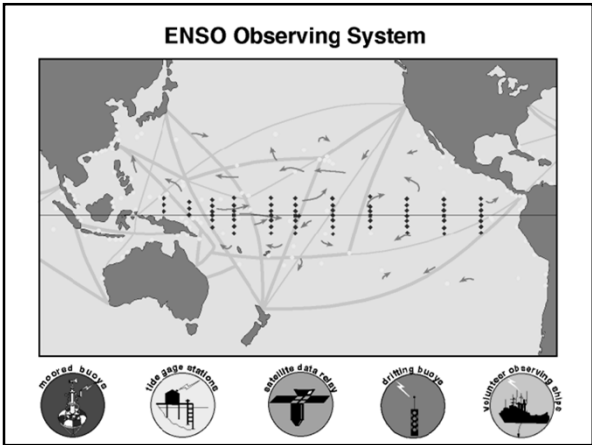 ENSO Observing System
moored buoys
tide gage stations
satellite data relay
drifting buoys
volunteer observing ships